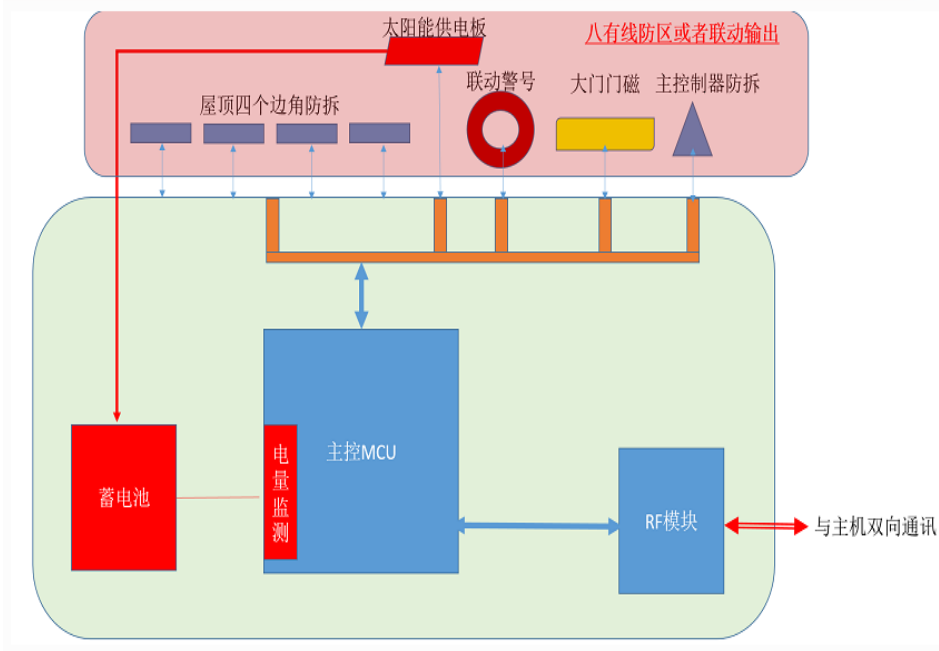 太阳能供电板
八有线防区或者联动输出
联动警号
大门门磁
主控制器防拆
屋顶四个边角防拆
主控MCU
电量监测
蓄电池
RF模块
与主机双向通讯